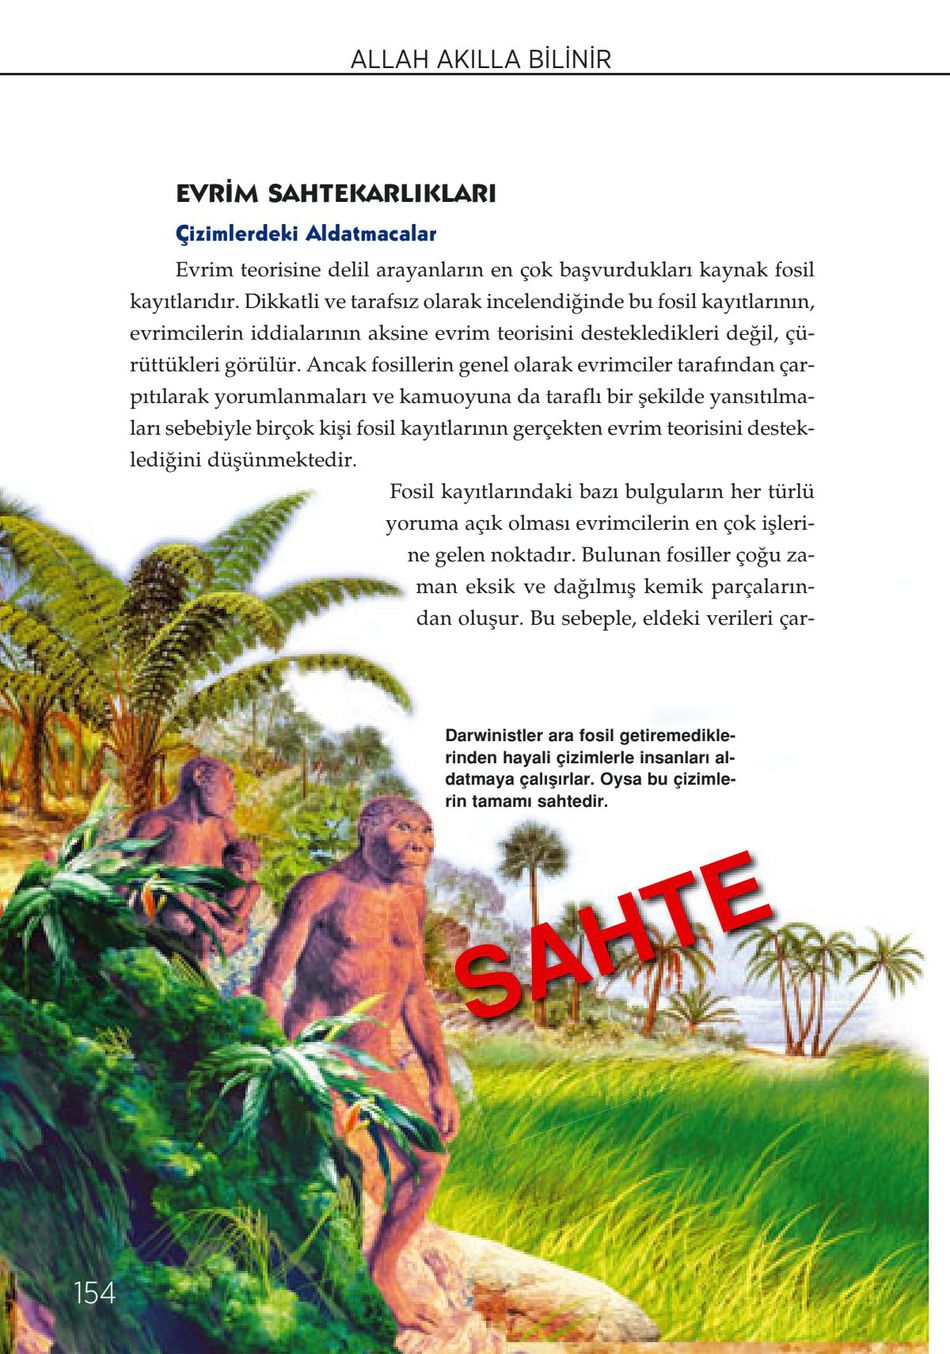 ALLAH AKILLA BİLİNİR
EVRİM SAHTEKARLIKLARI
Çizimlerdeki Aldatmacalar
Evrim teorisine delil arayanların en çok başvurdukları kaynak fosil
kayıtlarıdır. Dikkatli ve tarafsız olarak incelendiğinde bu fosil kayıtlarının,
evrimcilerin iddialarının aksine evrim teorisini destekledikleri değil, çü-
rüttükleri görülür. Ancak fosillerin genel olarak evrimciler tarafından çar-
pıtılarak yorumlanmaları ve kamuoyuna da taraflı bir şekilde yansıtılma-
ları sebebiyle birçok kişi fosil kayıtlarının gerçekten evrim teorisini destek-
lediğini düşünmektedir.
Fosil kayıtlarındaki bazı bulguların her türlü
yoruma açık olması evrimcilerin en çok işleri-
ne gelen noktadır. Bulunan fosiller çoğu za-
man eksik ve dağılmış kemik parçaların-
dan oluşur. Bu sebeple, eldeki verileri çar-
Darwinistler ara fosil getiremedikle-
rinden hayali çizimlerle insanları al-
datmaya çalışırlar. Oysa bu çizimle-
rin tamamı sahtedir.
SAHTE
154